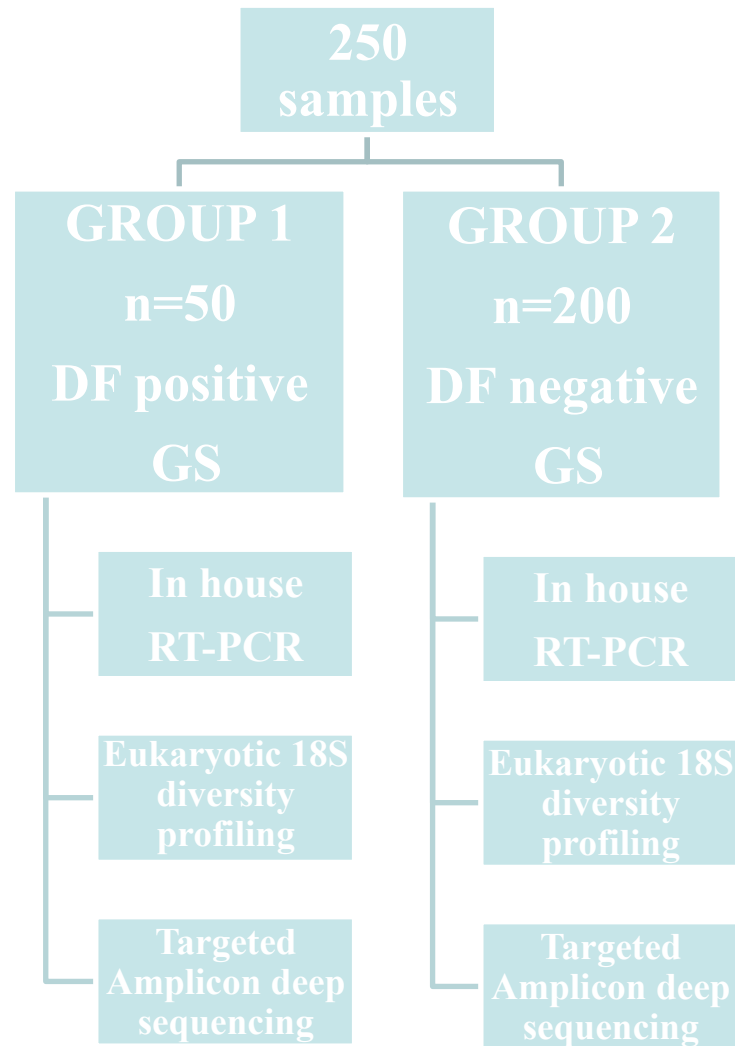 250
samples
GROUP 1
n=50
DF positive
GS
GROUP 2
n=200
DF negative
GS
In house
RT-PCR
Eukaryotic 18S
diversity
profiling
Targeted
Amplicon deep
sequencing
In house
RT-PCR
Eukaryotic 18S
diversity
profiling
Targeted
Amplicon deep
sequencing